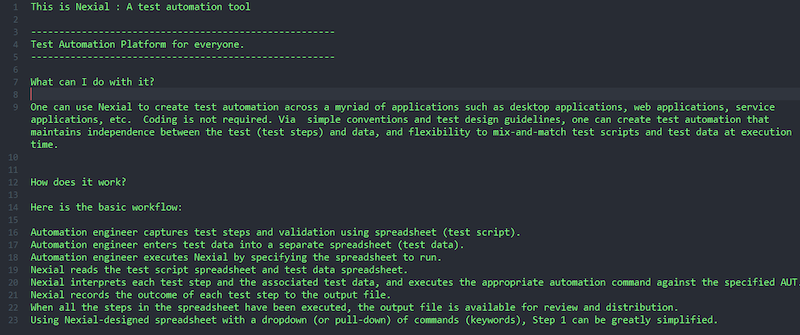 1 This is Nexial : A test automation tool
2
3 ------------------------------------------------------
4 Test Automation Platform for everyone.
5 ------------------------------------------------------
6
7 What can I do with it?
8
9 One can use Nexial to create test automation across a myriad of applications such as desktop applications, web applications, service
applications, etc.  Coding is not required. Via  simple conventions and test design guidelines, one can create test automation that
maintains independence between the test (test steps) and data, and flexibility to mix-and-match test scripts and test data at execution
time.
10
11
12 How does it work?
13
14 Here is the basic workflow:
15
16 Automation engineer captures test steps and validation using spreadsheet (test script).
17 Automation engineer enters test data into a separate spreadsheet (test data).
18 Automation engineer executes Nexial by specifying the spreadsheet to run.
19 Nexial reads the test script spreadsheet and test data spreadsheet.
20 Nexial interprets each test step and the associated test data, and executes the appropriate automation command against the specified AUT.
21 Nexial records the outcome of each test step to the output file.
22 When all the steps in the spreadsheet have been executed, the output file is available for review and distribution.
23 Using Nexial-designed spreadsheet with a dropdown (or pull-down) of commands (keywords), Step 1 can be greatly simplified.